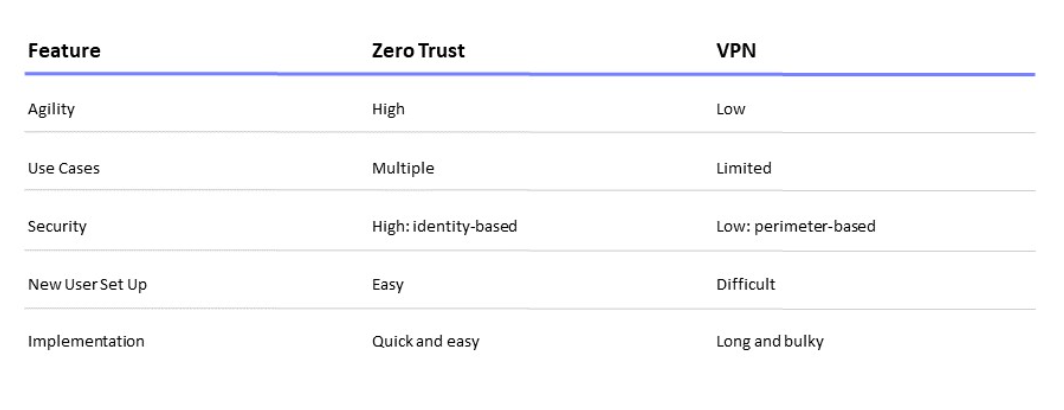 Feature Zero Trust VPN
Agility High Low
Use Cases Multiple Limited
Security High: identity-based Low: perimeter-based
New User Set Up Easy Difficult
Implementation Quick and easy Long and bulky